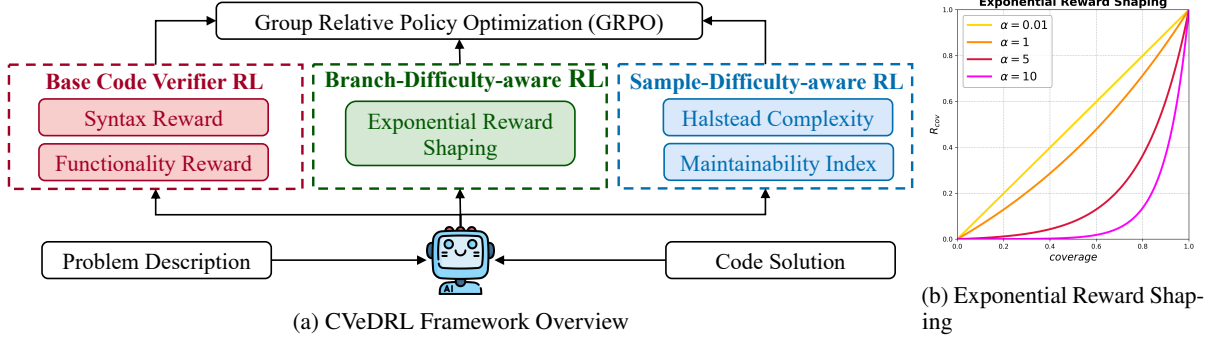 Group Relative Policy Optimization (GRPO)
Base Code Verifier RL
Syntax Reward
Functionality Reward
Branch-Difficulty-aware RL
Exponential Reward
Shaping
Sample-Difficulty-aware RL
Halstead Complexity
Maintainability Index
Problem Description
AI
Code Solution
(a) CVeDRL Framework Overview
Exponential Reward Shaping
α = 0.01
α = 1
α = 5
α = 10
1.0
0.8
0.6
0.4
0.2
0.0
R_cov
0.0 0.2 0.4 0.6 0.8 1.0
coverage
(b) Exponential Reward Shap-
ing